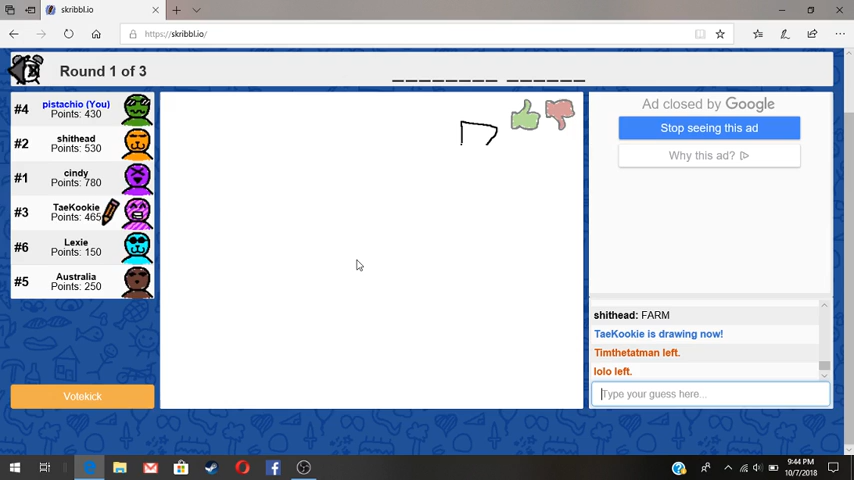 skribbl.io
https://skribbl.io/
Round 1 of 3
________ ______
#4 pistachio (You)
Points: 430
#2 shithead
Points: 530
#1 cindy
Points: 780
#3 TaeKookie
Points: 465
#6 Lexie
Points: 150
#5 Australia
Points: 250
Votekick
Ad closed by Google
Stop seeing this ad
Why this ad?
shithead: FARM
TaeKookie is drawing now!
Timthetatman left.
lolo left.
Type your guess here...
9:44 PM
10/7/2018